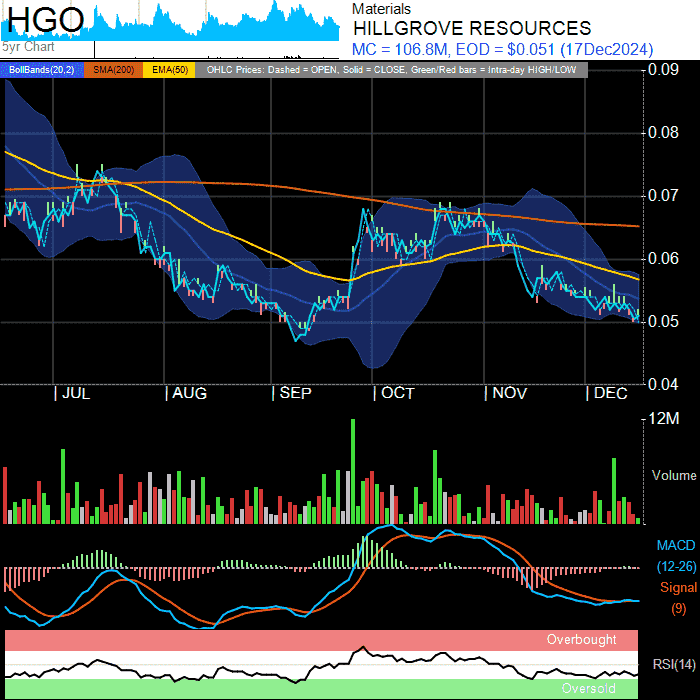 HGO
5yr Chart
Materials
HILLGROVE RESOURCES
MC = 106.8M, EOD = $0.051 (17Dec2024)
BollBands(20,2) SMA(200) EMA(50) OHLC Prices: Dashed = OPEN, Solid = CLOSE, Green/Red bars = Intra-day HIGH/LOW
0.09
0.08
0.07
0.06
0.05
0.04
| JUL | AUG | SEP | OCT | NOV | DEC
12M
Volume
MACD
(12-26)
Signal
(9)
Overbought
RSI(14)
Oversold